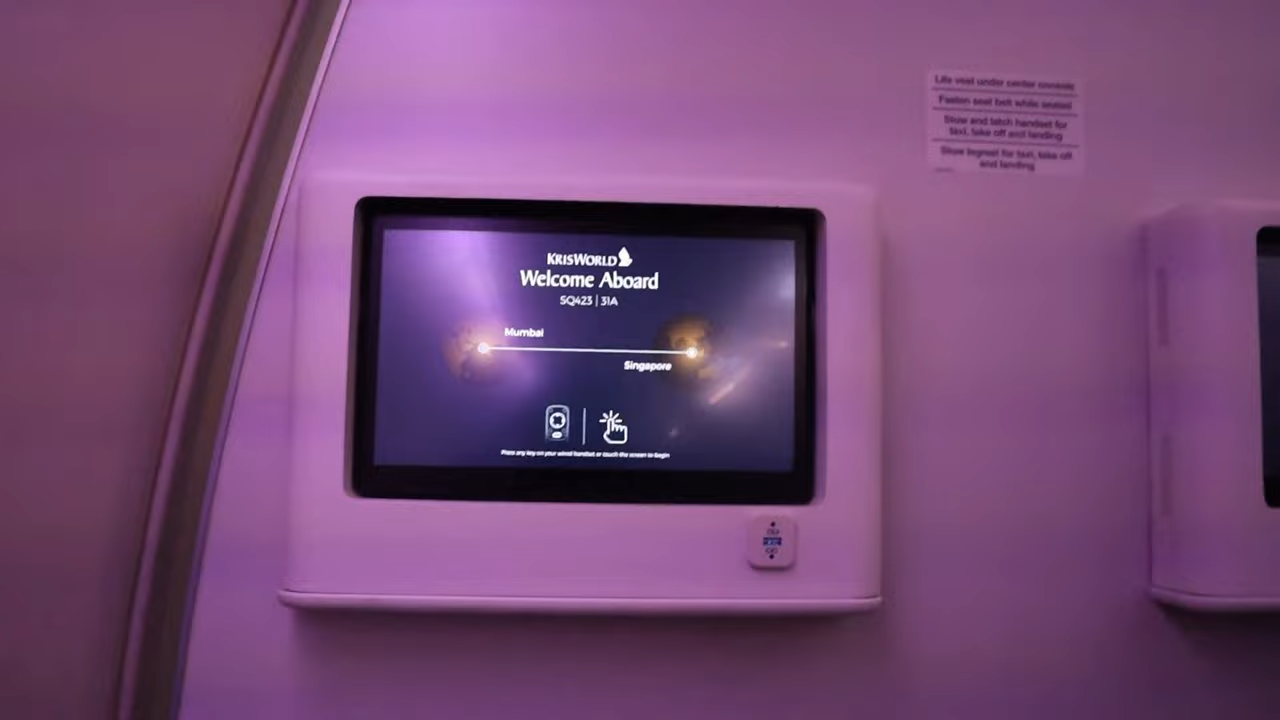 KRISWORLD
Welcome Aboard
SQ423 | 31A
Mumbai
Singapore
Press any key on your wired handset or touch the screen to begin
Life vest under center console
Fasten seat belt while seated
Stow and latch handset for
taxi, take off and landing
Stow legrest for taxi, take off
and landing